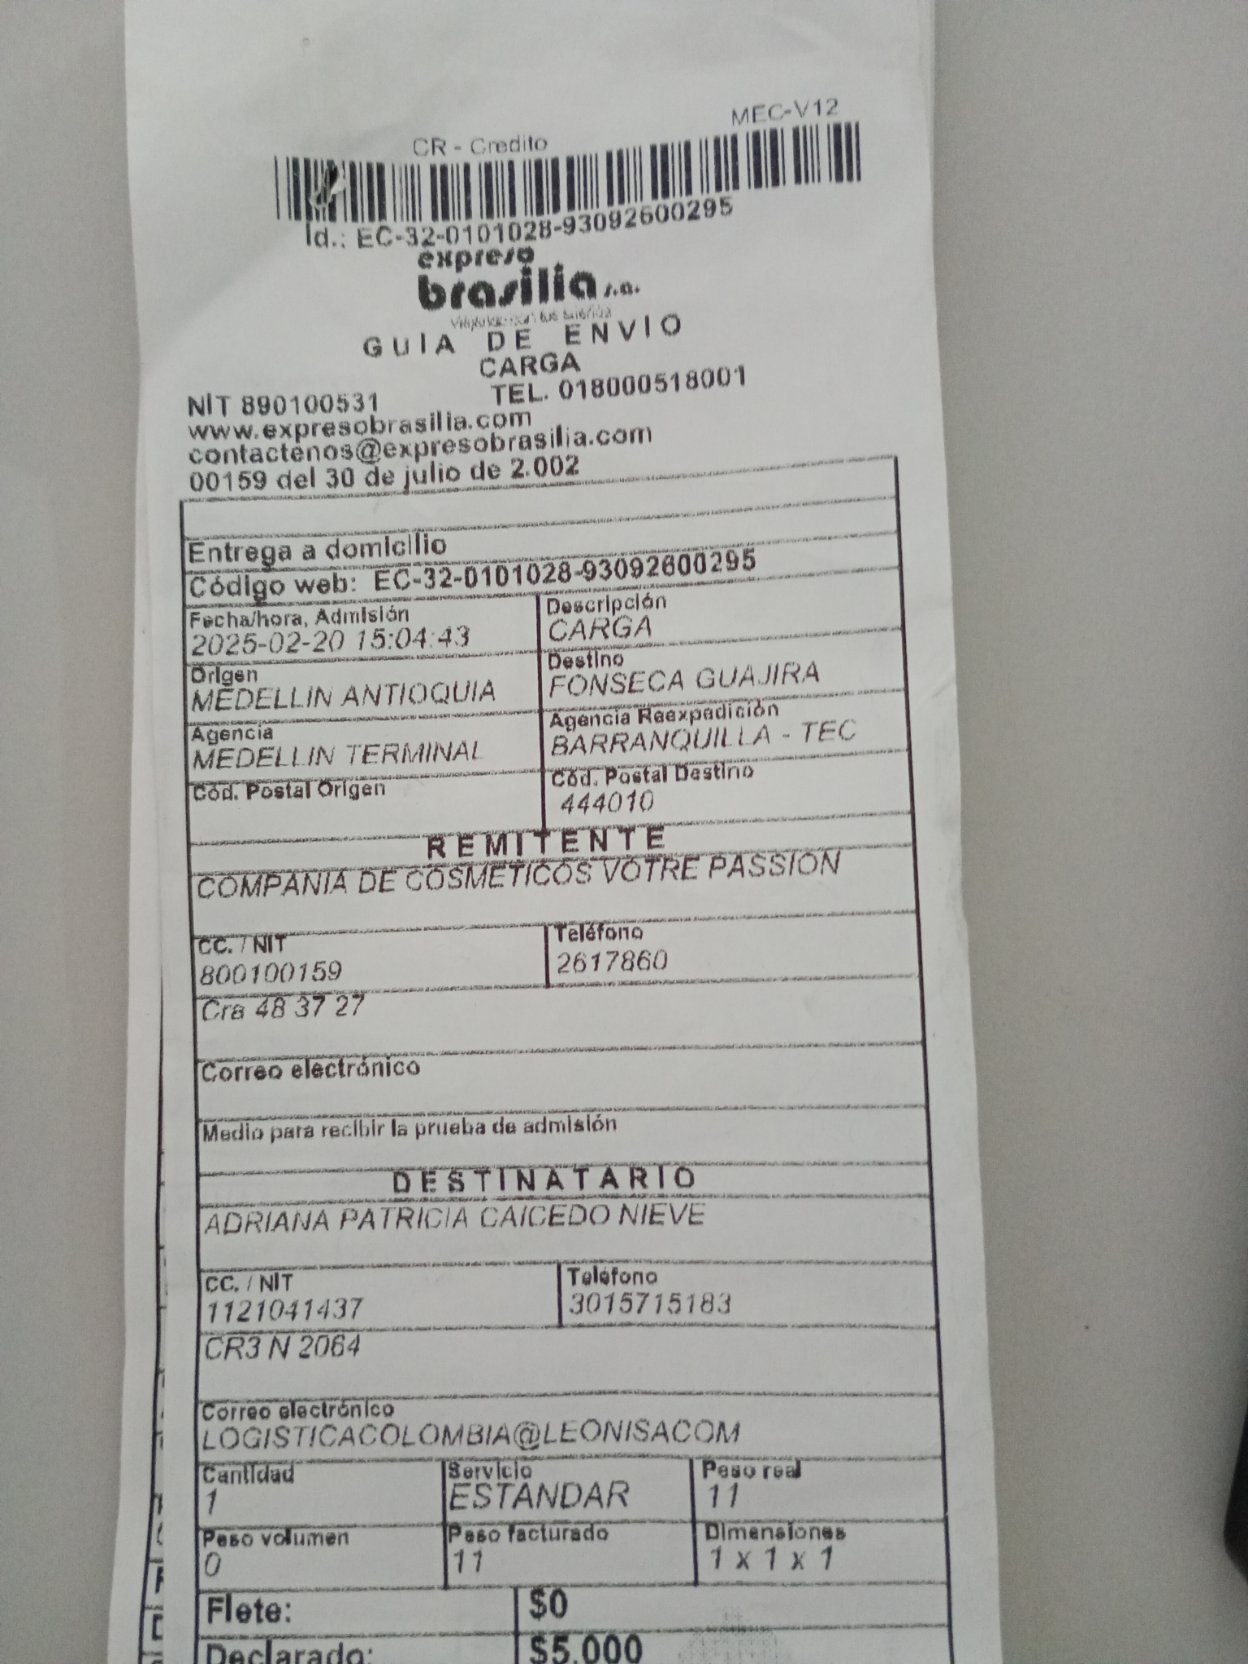 MEC-V12
CR - Credito
Id.: EC-32-0101028-93092600295
expreso
brasilia s.a.
GUIA DE ENVIO
CARGA
NIT 890100531 TEL. 018000518001
www.expresobrasilia.com
contactenos@expresobrasilia.com
00159 del 30 de julio de 2.002
Entrega a domicilio
Código web: EC-32-0101028-93092600295
Fecha/hora, Admisión Descripción
2025-02-20 15:04:43 CARGA
Origen Destino
MEDELLIN ANTIOQUIA FONSECA GUAJIRA
Agencia Agencia Reexpedición
MEDELLIN TERMINAL BARRANQUILLA - TEC
Cód. Postal Origen Cód. Postal Destino
444010
REMITENTE
COMPANIA DE COSMETICOS VOTRE PASSION
CC. / NIT Teléfono
800100159 2617860
Cra 48 37 27
Correo electrónico
Medio para recibir la prueba de admisión
DESTINATARIO
ADRIANA PATRICIA CAICEDO NIEVE
CC. / NIT Teléfono
1121041437 3015715183
CR3 N 2064
Correo electrónico
LOGISTICACOLOMBIA@LEONISACOM
Cantidad Servicio Peso real
1 ESTANDAR 11
Peso volumen Peso facturado Dimensiones
0 11 1 x 1 x 1
Flete: $0
Declarado: $5.000